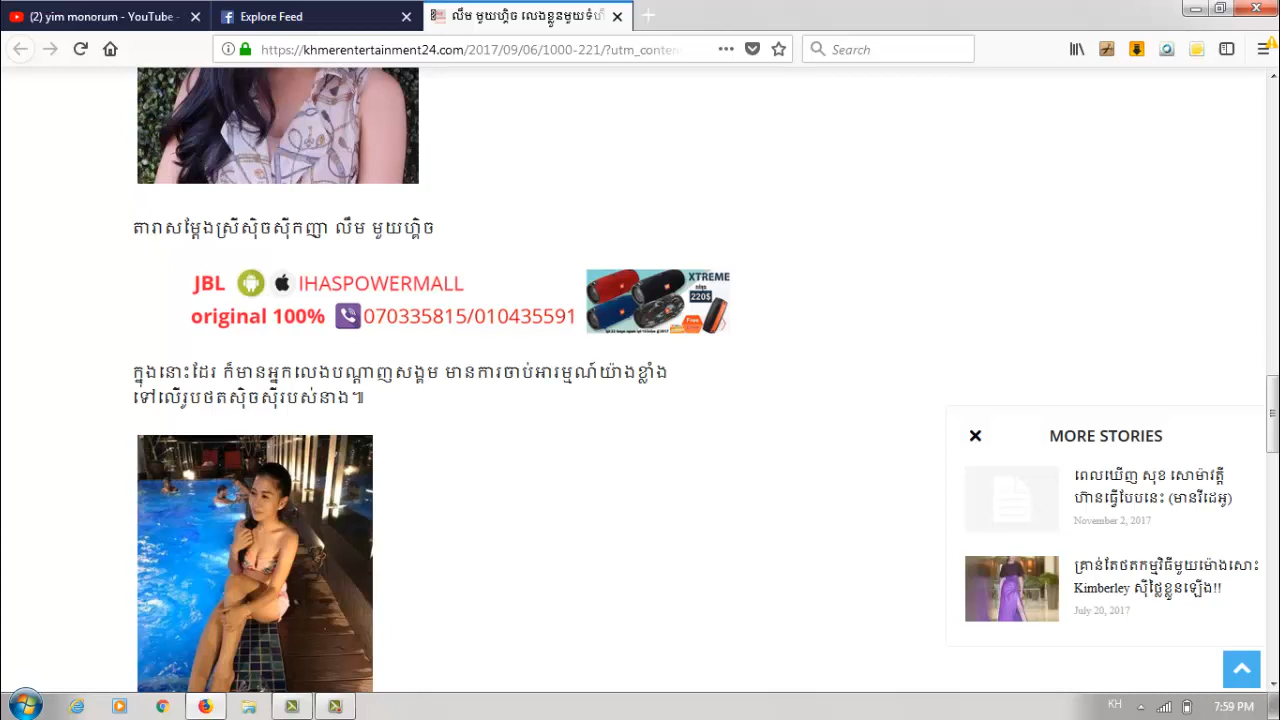 (2) yim monorum - YouTube -
Explore Feed
លឹម មួយហ្គិច លេងខ្លួនមួយទំហឹ
https://khmerentertainment24.com/2017/09/06/1000-221/?utm_conten
Search
តារាសម្ដែងស្រីស៊ិចស៊ីកញា លឹម មួយហ្គិច
JBL IHASPOWERMALL
original 100% 070335815/010435591
XTREME
220$
Free
ក្នុងនោះដែរ ក៏មានអ្នកលេងបណ្ដាញសង្គម មានការចាប់អារម្មណ៍យ៉ាងខ្លាំង
ទៅលើរូបថតស៊ិចស៊ីរបស់នាង៕
MORE STORIES
ពេលឃើញ សុខ សោម៉ាវត្តី
ហ៊ានធ្វើបែបនេះ (មានវីដេអូ)
November 2, 2017
គ្រាន់តែថតកម្មវិធីមួយម៉ោងសោះ
Kimberley ស៊ីថ្លៃខ្លួនឡើង!!
July 20, 2017
KH
7:59 PM